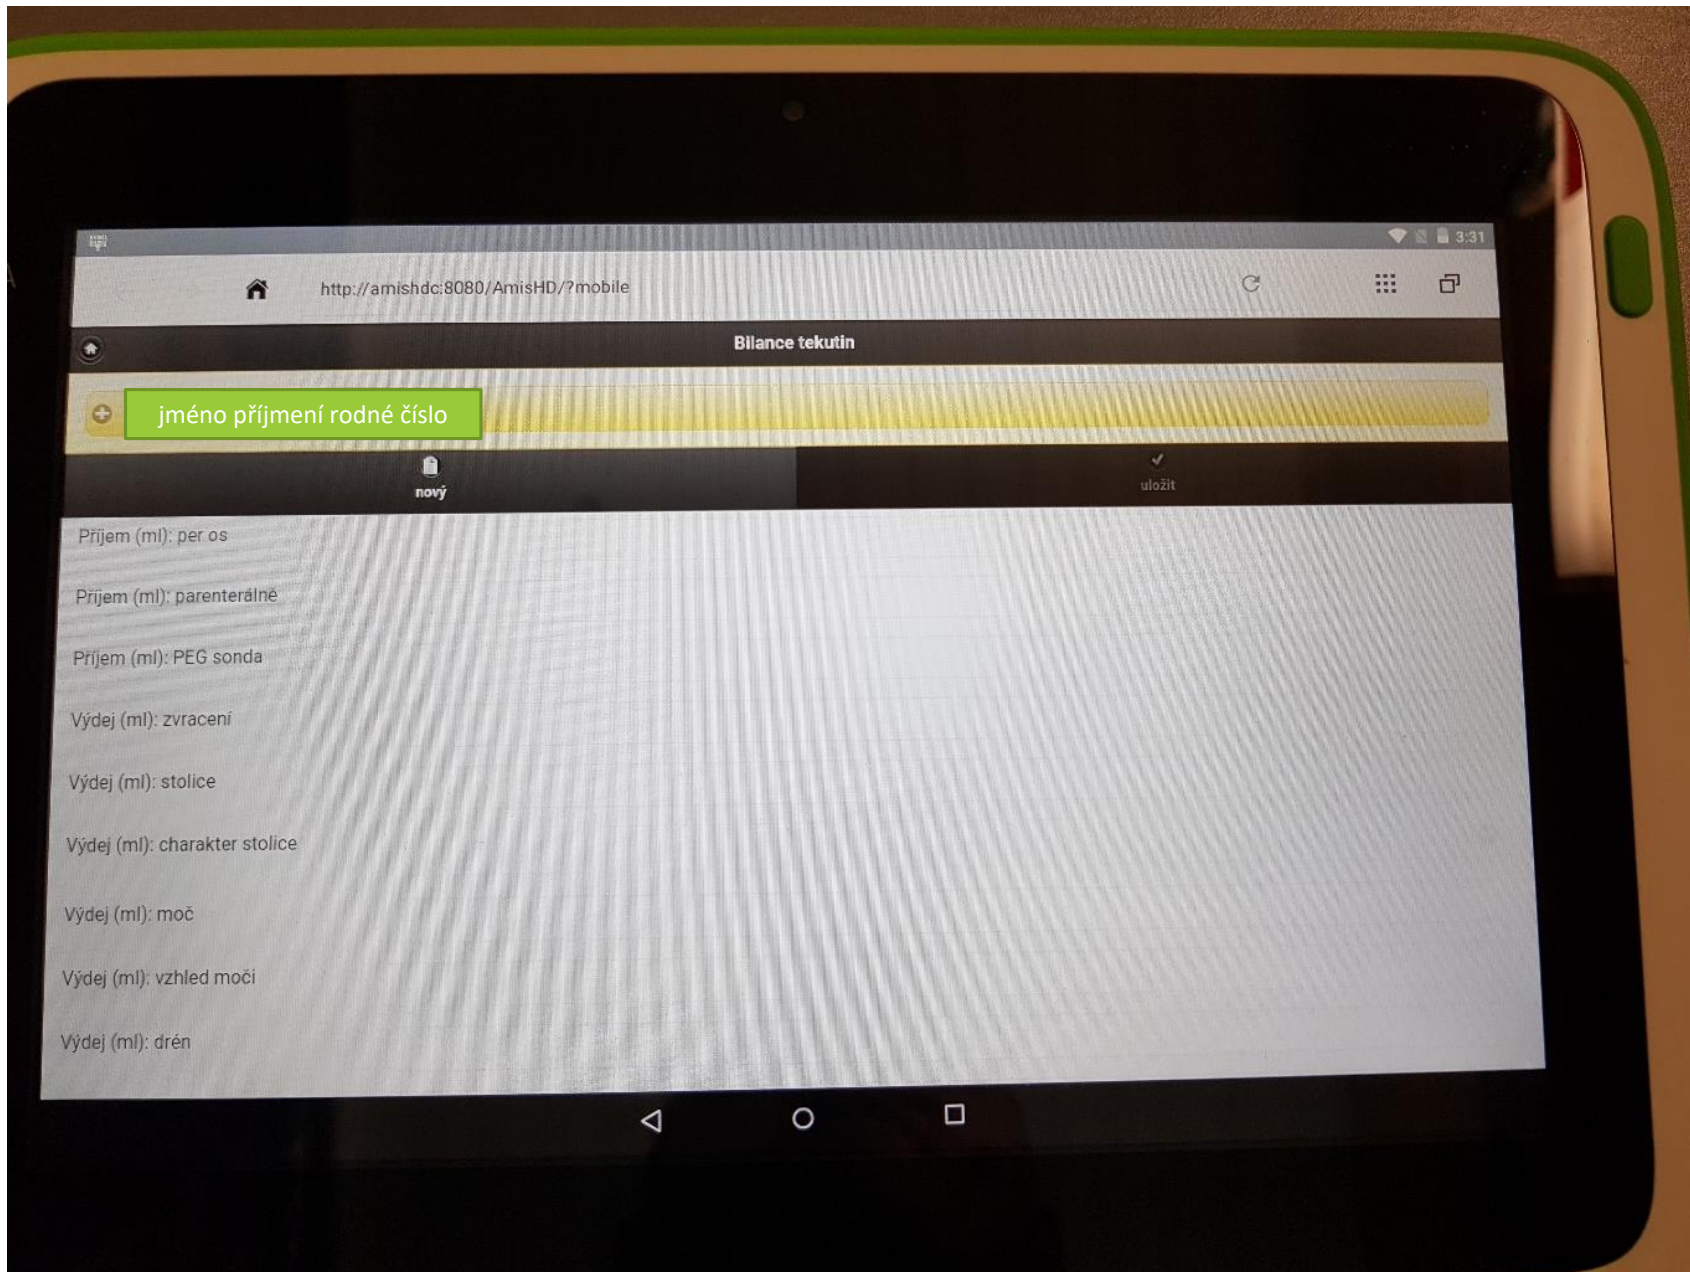 3:31
http://amishdc:8080/AmisHD/?mobile
Bilance tekutin
jméno příjmení rodné číslo
nový
uložit
Příjem (ml): per os
Příjem (ml): parenterálně
Příjem (ml): PEG sonda
Výdej (ml): zvracení
Výdej (ml): stolice
Výdej (ml): charakter stolice
Výdej (ml): moč
Výdej (ml): vzhled moči
Výdej (ml): drén